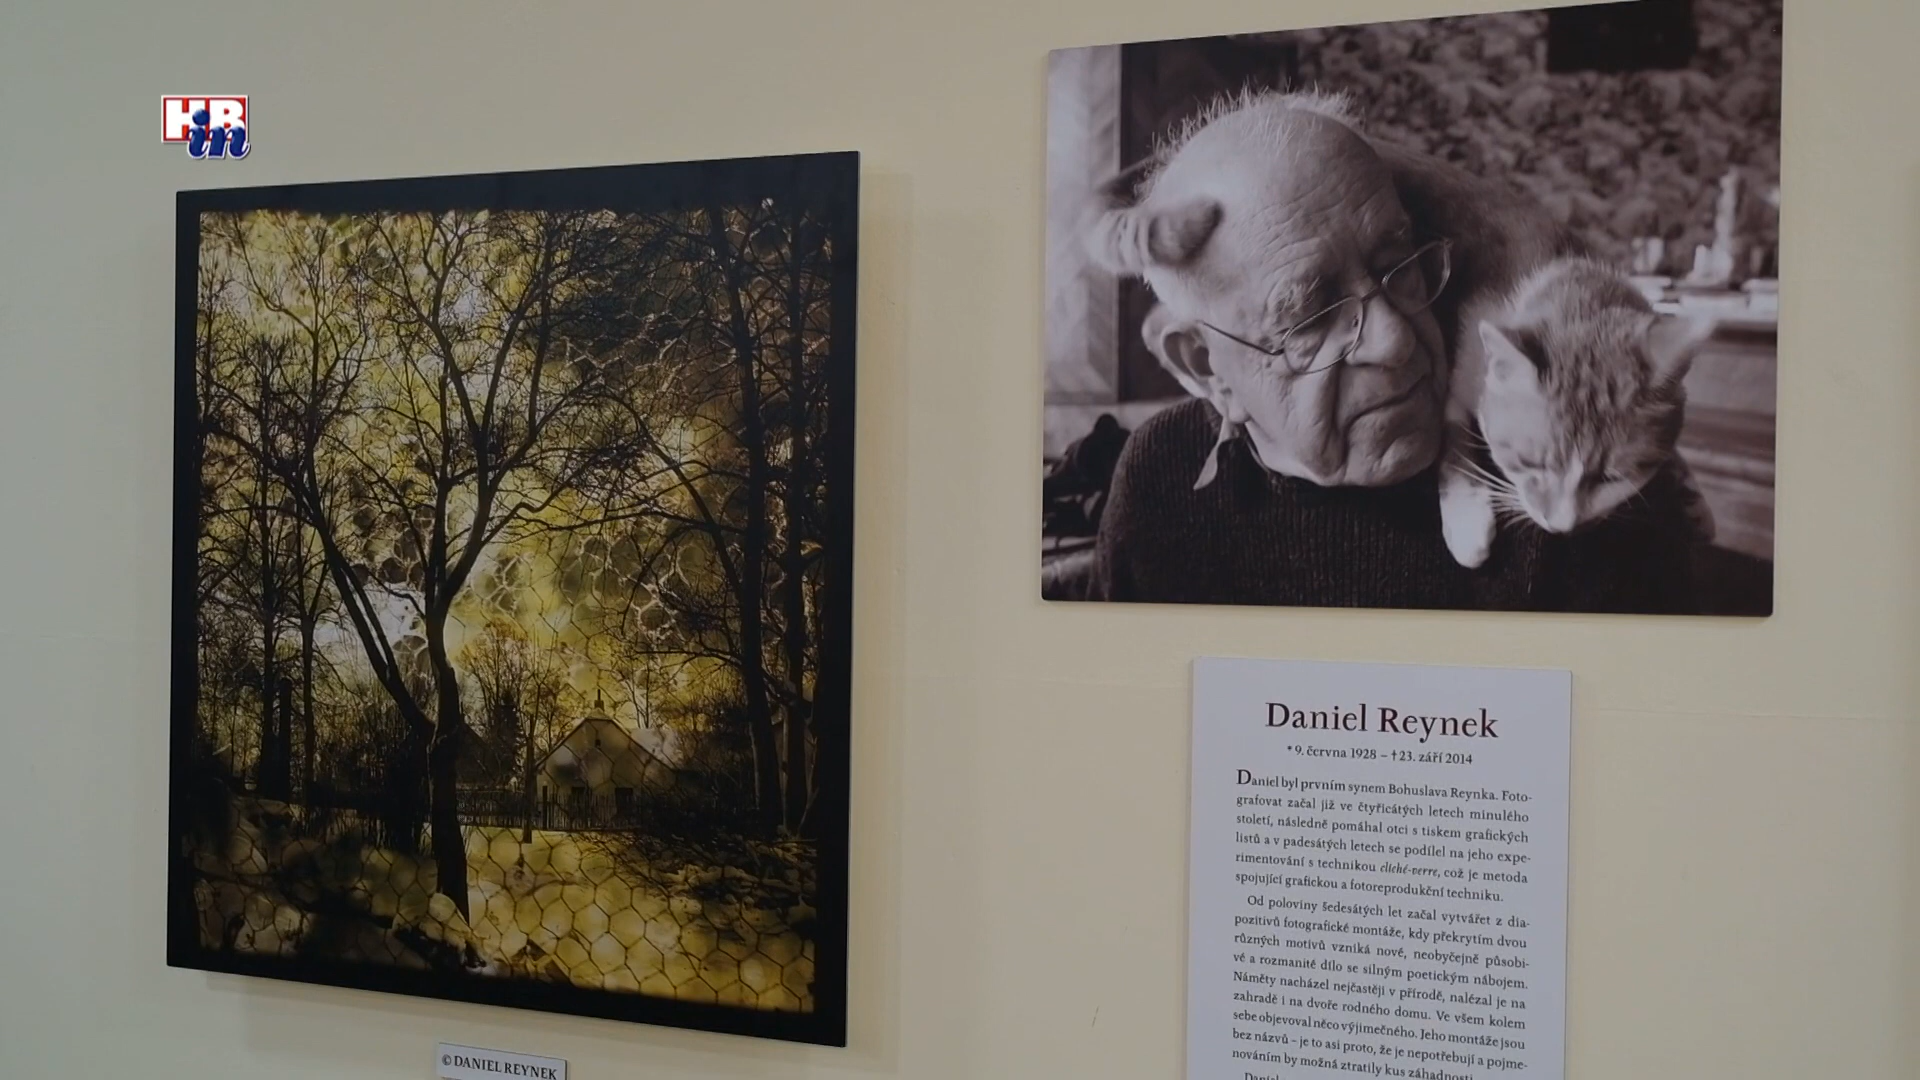 HB
in
Daniel Reynek
* 9. června 1928 – † 23. září 2014
Daniel byl prvním synem Bohuslava Reynka. Foto-
grafovat začal již ve čtyřicátých letech minulého
století, následně pomáhal otci s tiskem grafických
listů a v padesátých letech se podílel na jeho expe-
rimentování s technikou cliché-verre, což je metoda
spojující grafickou a fotoreprodukční techniku.
Od poloviny šedesátých let začal vytvářet z dia-
pozitivů fotografické montáže, kdy překrytím dvou
různých motivů vzniká nové, neobyčejně působi-
vé a rozmanité dílo se silným poetickým nábojem.
Náměty nacházel nejčastěji v přírodě, nalézal je na
zahradě i na dvoře rodného domu. Ve všem kolem
sebe objevoval něco výjimečného. Jeho montáže jsou
bez názvů – je to asi proto, že je nepotřebují a pojme-
nováním by možná ztratily kus záhadnosti
© DANIEL REYNEK